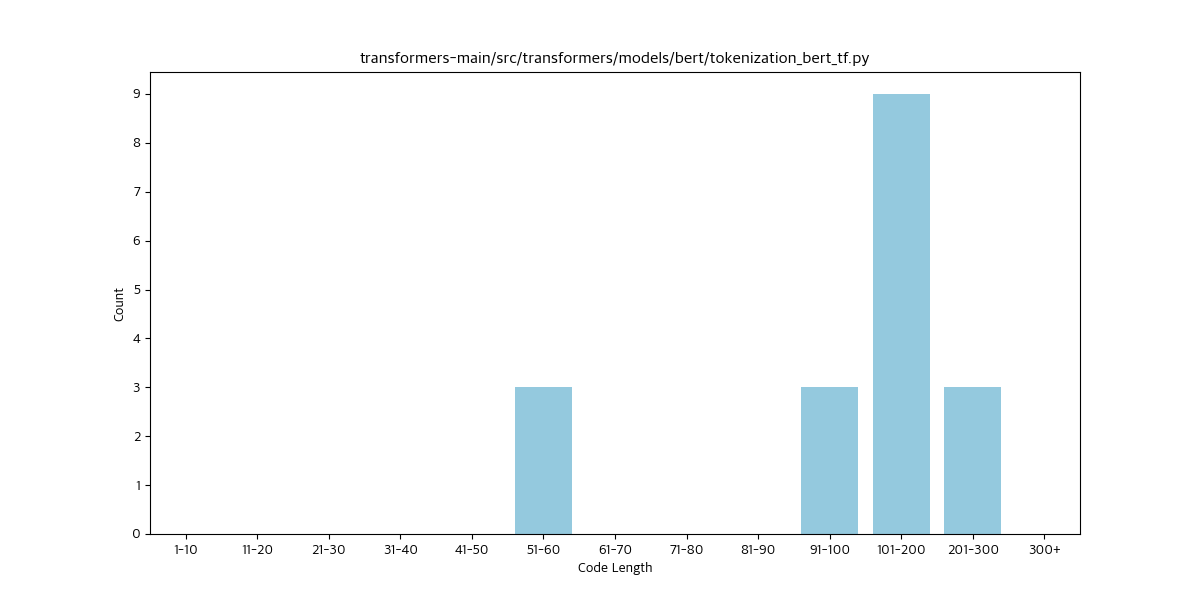 transformers-main/src/transformers/models/bert/tokenization_bert_tf.py
9
8
7
6
5
4
3
2
1
0
Count
1-10 11-20 21-30 31-40 41-50 51-60 61-70 71-80 81-90 91-100 101-200 201-300 300+
Code Length